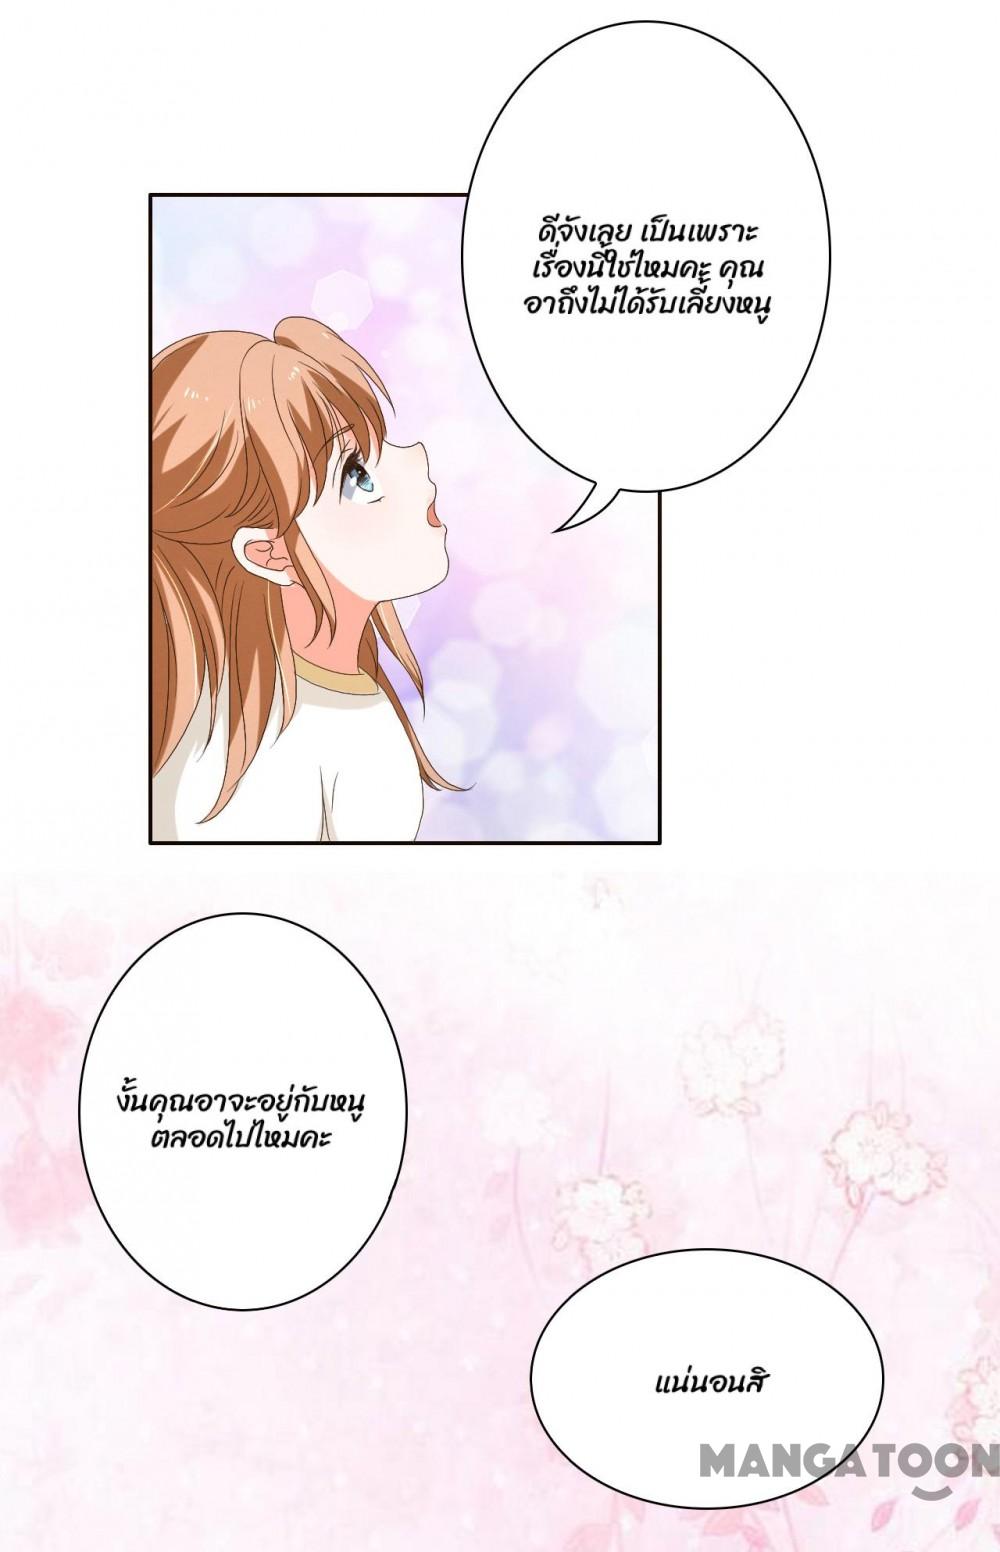 ดีจังเลย เป็นเพราะ
เรื่องนี้ใช่ไหมคะ คุณ
อาถึงไม่ได้รับเลี้ยงหนู
งั้นคุณอาจะอยู่กับหนู
ตลอดไปไหมคะ
แน่นอนสิ
MANGATOON